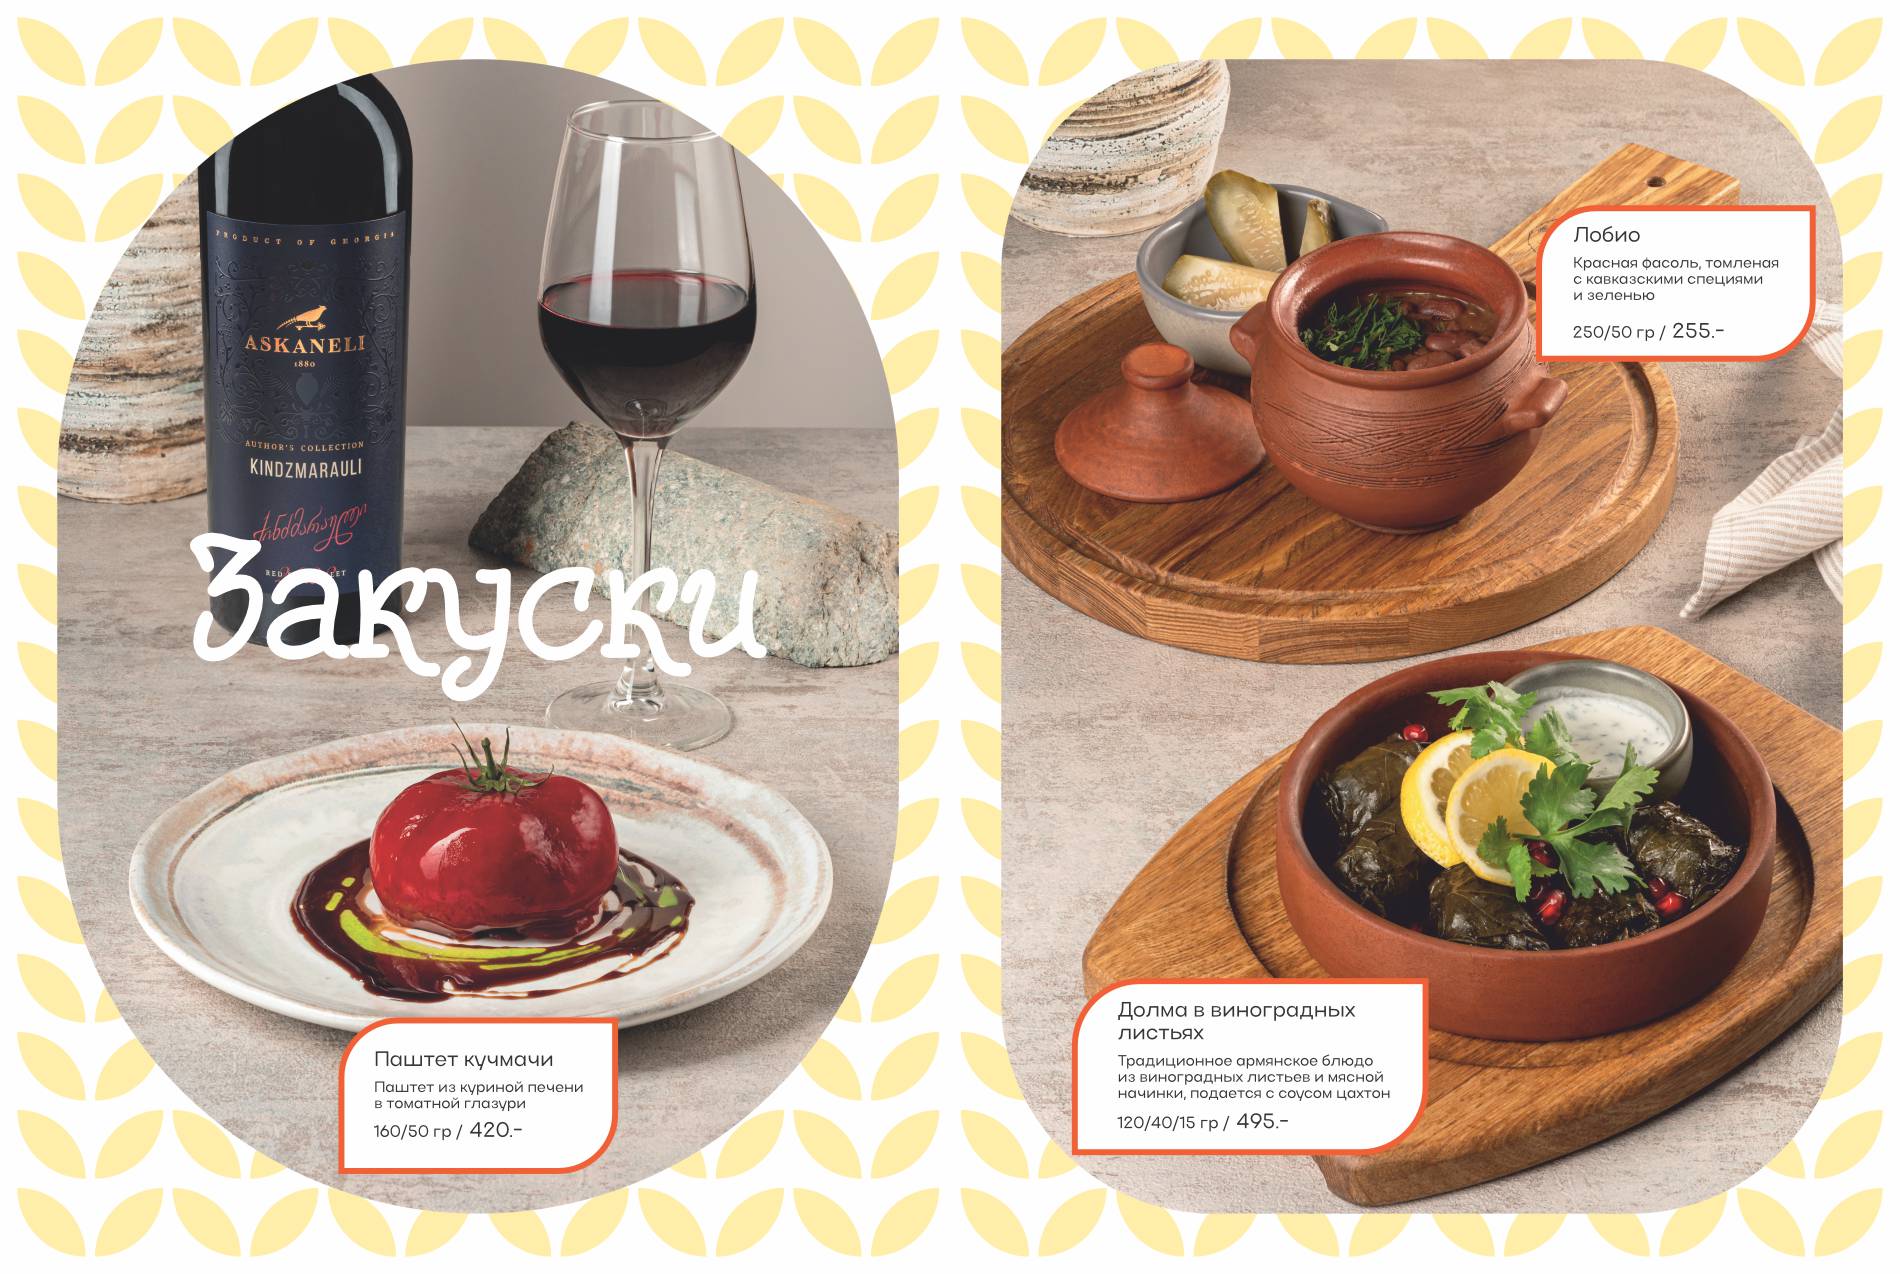 PRODUCT OF GEORGIA
ASKANELI
1880
AUTHOR'S COLLECTION
KINDZMARAULI
ქინძმარაული
RED
Закуски
Паштет кучмачи
Паштет из куриной печени
в томатной глазури
160/50 гр / 420.-
Лобио
Красная фасоль, томленая
с кавказскими специями
и зеленью
250/50 гр / 255.-
Долма в виноградных
листьях
Традиционное армянское блюдо
из виноградных листьев и мясной
начинки, подается с соусом цахтон
120/40/15 гр / 495.-